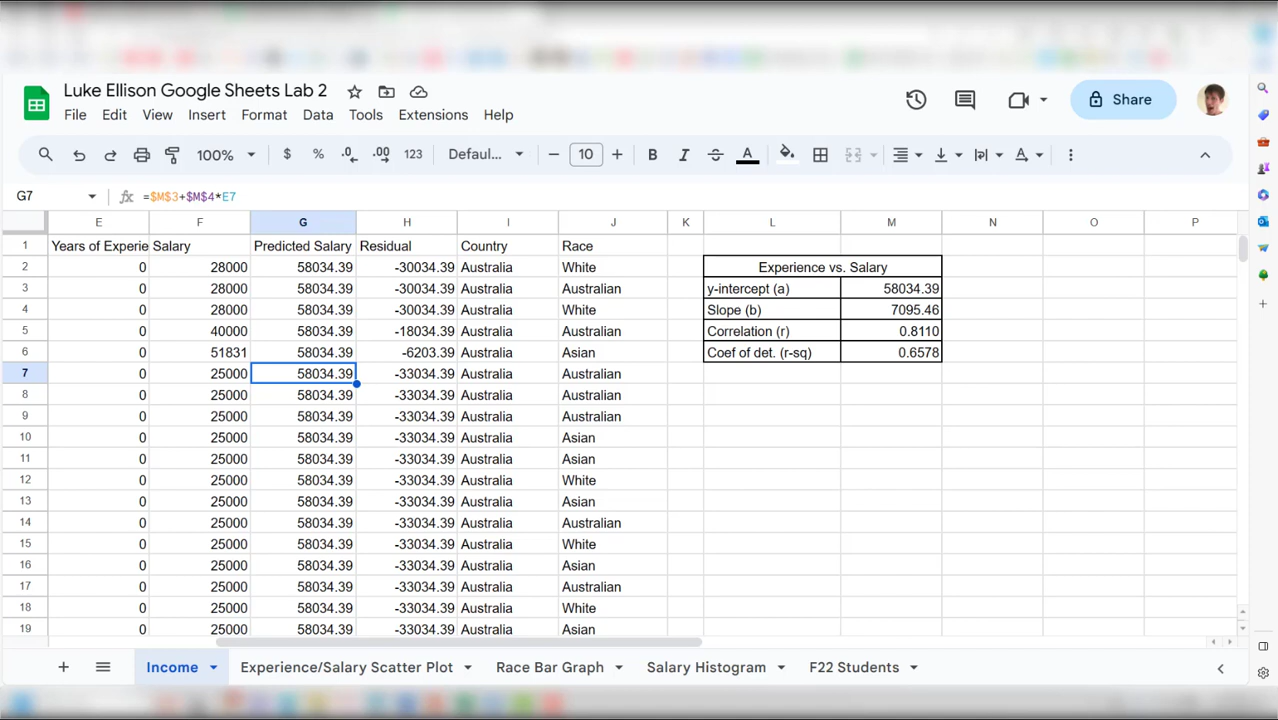 Luke Ellison Google Sheets Lab 2
File Edit View Insert Format Data Tools Extensions Help
Share
100% $ % .0 .00 123 Defaul... 10 B I S A
G7 fx =$M$3+$M$4*E7
E F G H I J K L M N O P
1 Years of Experie Salary Predicted Salary Residual Country Race
2 0 28000 58034.39 -30034.39 Australia White Experience vs. Salary
3 0 28000 58034.39 -30034.39 Australia Australian y-intercept (a) 58034.39
4 0 28000 58034.39 -30034.39 Australia White Slope (b) 7095.46
5 0 40000 58034.39 -18034.39 Australia Australian Correlation (r) 0.8110
6 0 51831 58034.39 -6203.39 Australia Asian Coef of det. (r-sq) 0.6578
7 0 25000 58034.39 -33034.39 Australia Australian
8 0 25000 58034.39 -33034.39 Australia Australian
9 0 25000 58034.39 -33034.39 Australia Australian
10 0 25000 58034.39 -33034.39 Australia Asian
11 0 25000 58034.39 -33034.39 Australia Asian
12 0 25000 58034.39 -33034.39 Australia White
13 0 25000 58034.39 -33034.39 Australia Asian
14 0 25000 58034.39 -33034.39 Australia Australian
15 0 25000 58034.39 -33034.39 Australia White
16 0 25000 58034.39 -33034.39 Australia Asian
17 0 25000 58034.39 -33034.39 Australia Australian
18 0 25000 58034.39 -33034.39 Australia White
19 0 25000 58034.39 -33034.39 Australia Asian
Income Experience/Salary Scatter Plot Race Bar Graph Salary Histogram F22 Students